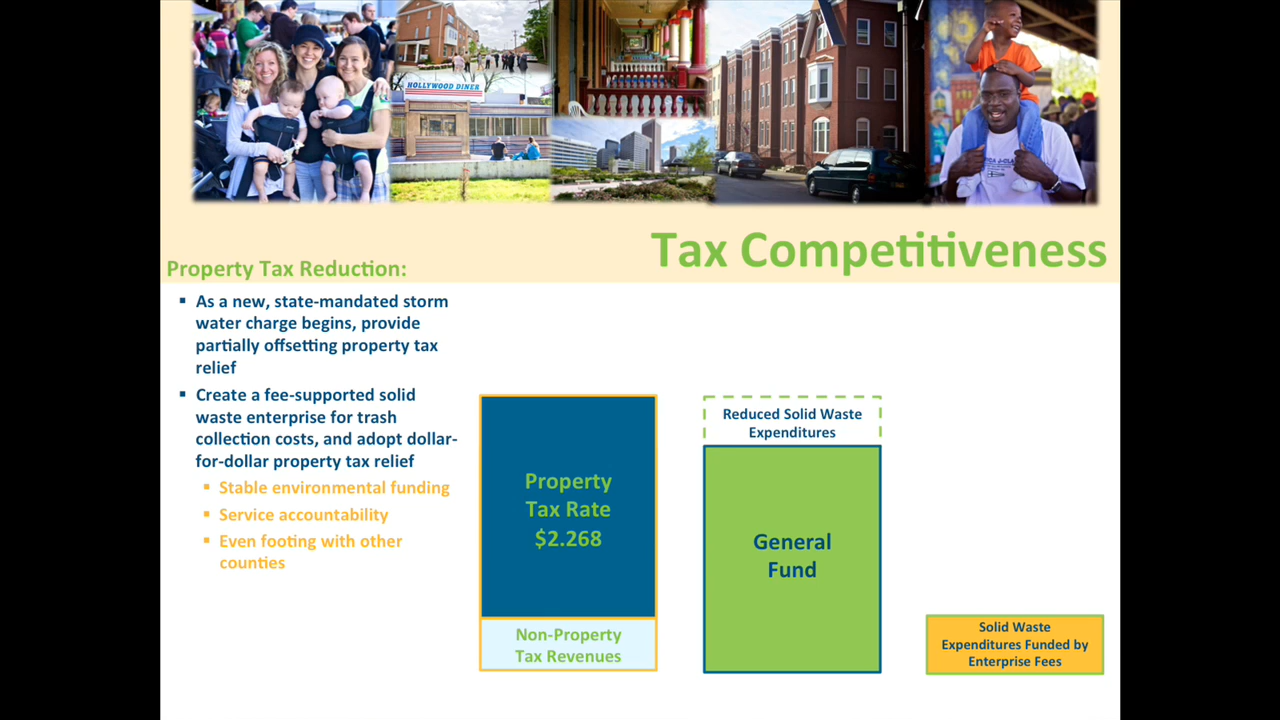 HOLLYWOOD DINER
Tax Competitiveness
Property Tax Reduction:
▪ As a new, state-mandated storm
water charge begins, provide
partially offsetting property tax
relief
▪ Create a fee-supported solid
waste enterprise for trash
collection costs, and adopt dollar-
for-dollar property tax relief
▪ Stable environmental funding
▪ Service accountability
▪ Even footing with other
counties
Property
Tax Rate
$2.268
Non-Property
Tax Revenues
Reduced Solid Waste
Expenditures
General
Fund
Solid Waste
Expenditures Funded by
Enterprise Fees